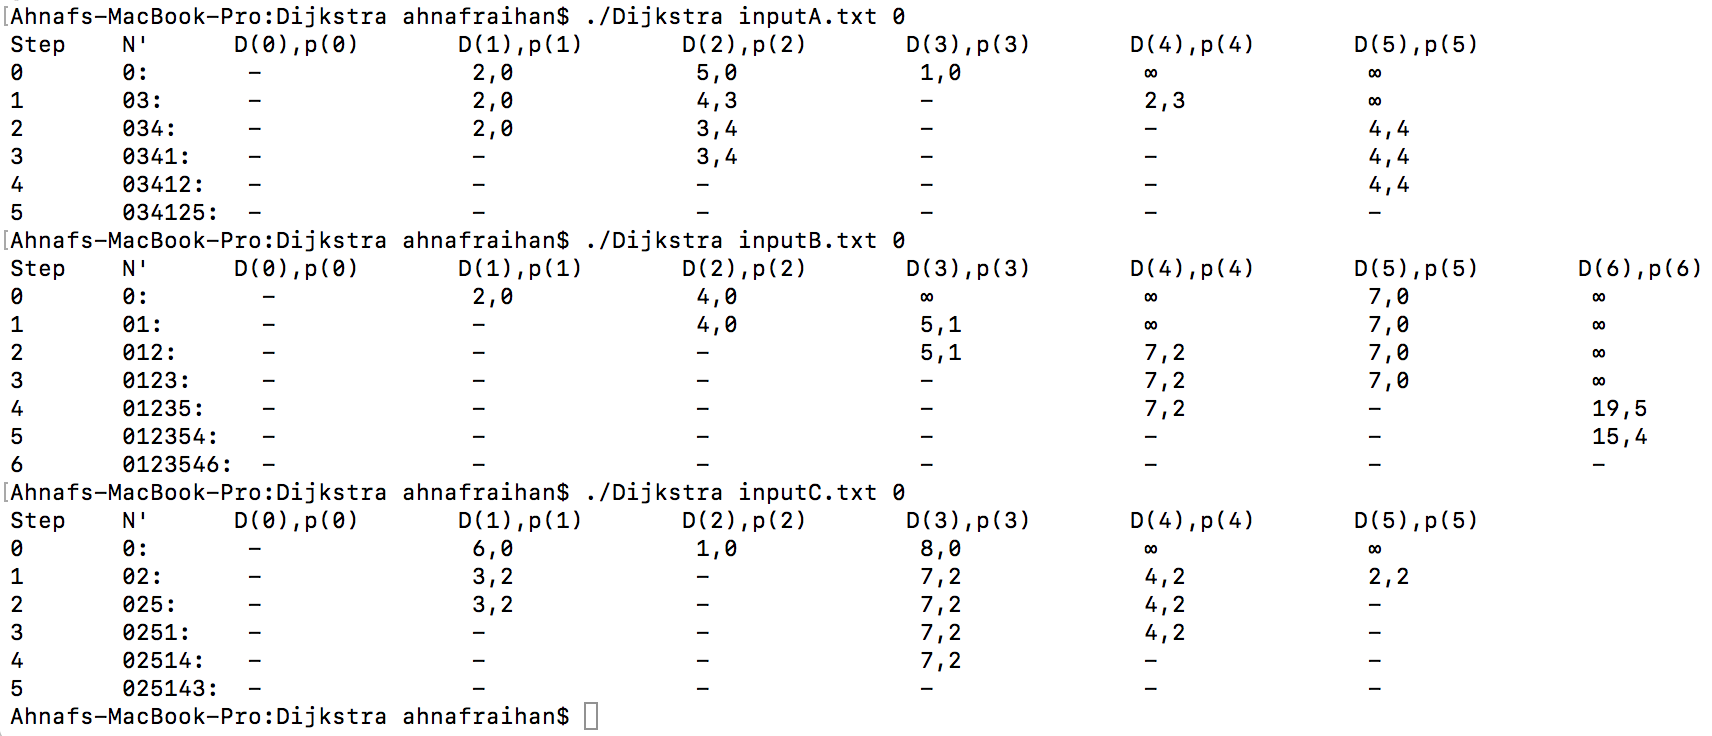 [Ahnafs-MacBook-Pro:Dijkstra ahnafraihan$ ./Dijkstra inputA.txt 0
Step N' D(0),p(0) D(1),p(1) D(2),p(2) D(3),p(3) D(4),p(4) D(5),p(5)
0 0: - 2,0 5,0 1,0 ∞ ∞
1 03: - 2,0 4,3 - 2,3 ∞
2 034: - 2,0 3,4 - - 4,4
3 0341: - - 3,4 - - 4,4
4 03412: - - - - - 4,4
5 034125: - - - - - -
[Ahnafs-MacBook-Pro:Dijkstra ahnafraihan$ ./Dijkstra inputB.txt 0
Step N' D(0),p(0) D(1),p(1) D(2),p(2) D(3),p(3) D(4),p(4) D(5),p(5) D(6),p(6)
0 0: - 2,0 4,0 ∞ ∞ 7,0 ∞
1 01: - - 4,0 5,1 ∞ 7,0 ∞
2 012: - - - 5,1 7,2 7,0 ∞
3 0123: - - - - 7,2 7,0 ∞
4 01235: - - - - 7,2 - 19,5
5 012354: - - - - - - 15,4
6 0123546: - - - - - - -
[Ahnafs-MacBook-Pro:Dijkstra ahnafraihan$ ./Dijkstra inputC.txt 0
Step N' D(0),p(0) D(1),p(1) D(2),p(2) D(3),p(3) D(4),p(4) D(5),p(5)
0 0: - 6,0 1,0 8,0 ∞ ∞
1 02: - 3,2 - 7,2 4,2 2,2
2 025: - 3,2 - 7,2 4,2 -
3 0251: - - - 7,2 4,2 -
4 02514: - - - 7,2 - -
5 025143: - - - - - -
Ahnafs-MacBook-Pro:Dijkstra ahnafraihan$